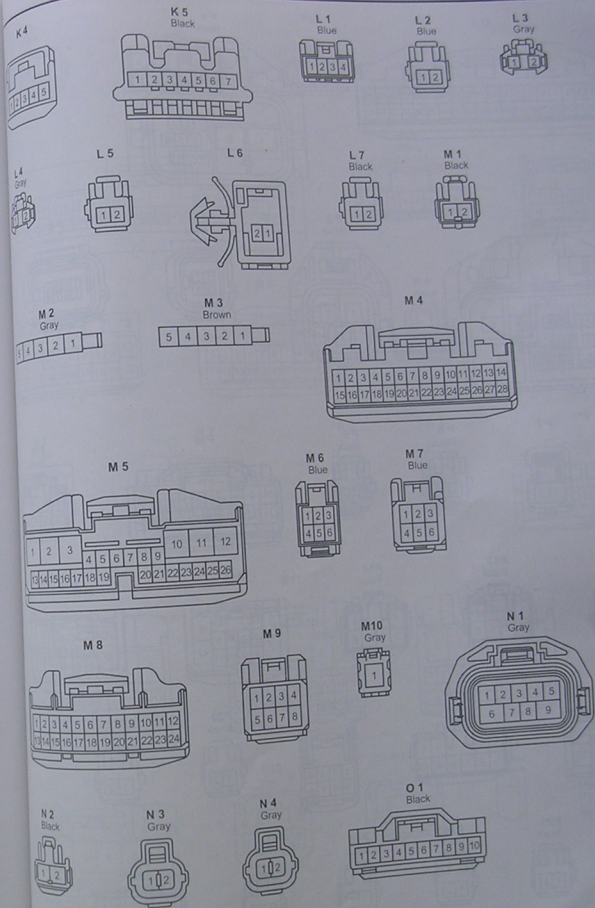 K 4
K 5
Black
L 1
Blue
L 2
Blue
L 3
Gray
1 2 3 4 5
1 2 3 4 5 6 7
1 2 3 4
1 2
1 2
L 4
Gray
L 5
L 6
L 7
Black
M 1
Black
2
1 2
2 1
1 2
1 2
M 2
Gray
M 3
Brown
M 4
5 4 3 2 1
5 4 3 2 1
1 2 3 4 5 6 7 8 9 10 11 12 13 14
15 16 17 18 19 20 21 22 23 24 25 26 27 28
M 5
M 6
Blue
M 7
Blue
1 2 3 4 5 6 7 8 9 10 11 12
13 14 15 16 17 18 19 20 21 22 23 24 25 26
1 2 3
4 5 6
1 2 3
4 5 6
M 8
M 9
M10
Gray
N 1
Gray
1 2 3 4 5 6 7 8 9 10 11 12
13 14 15 16 17 18 19 20 21 22 23 24
1 2 3 4
5 6 7 8
1
1 2 3 4 5
6 7 8 9
N 2
Black
N 3
Gray
N 4
Gray
O 1
Black
1 2
1 2
1 2
1 2 3 4 5 6 7 8 9 10